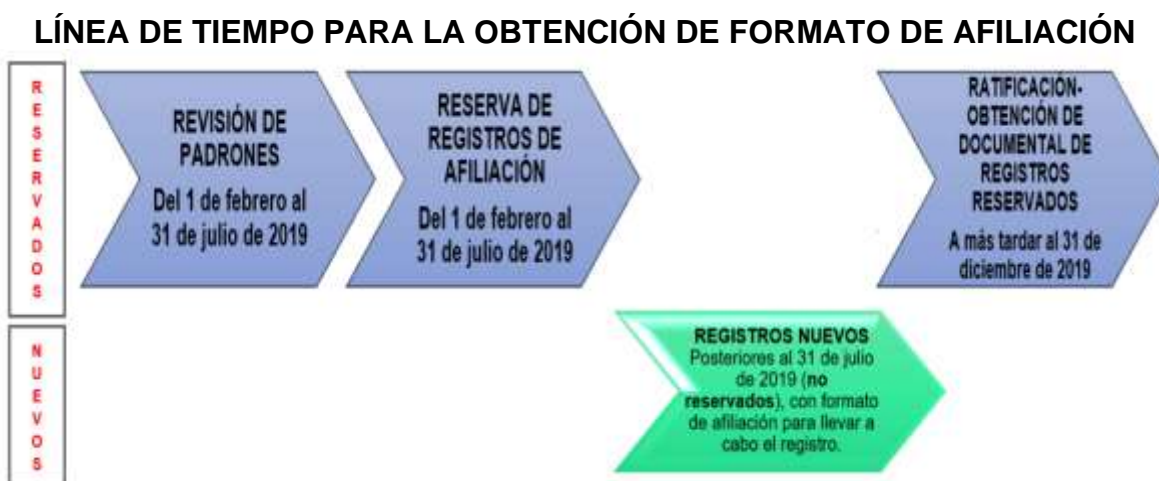 LÍNEA DE TIEMPO PARA LA OBTENCIÓN DE FORMATO DE AFILIACIÓN
RESERVADOS
REVISIÓN DE
PADRONES
Del 1 de febrero al
31 de julio de 2019
RESERVA DE
REGISTROS DE
AFILIACIÓN
Del 1 de febrero al
31 de julio de 2019
RATIFICACIÓN-
OBTENCIÓN DE
DOCUMENTAL DE
REGISTROS
RESERVADOS
A más tardar al 31 de
diciembre de 2019
NUEVOS
REGISTROS NUEVOS
Posteriores al 31 de julio
de 2019 (no
reservados), con formato
de afiliación para llevar a
cabo el registro.